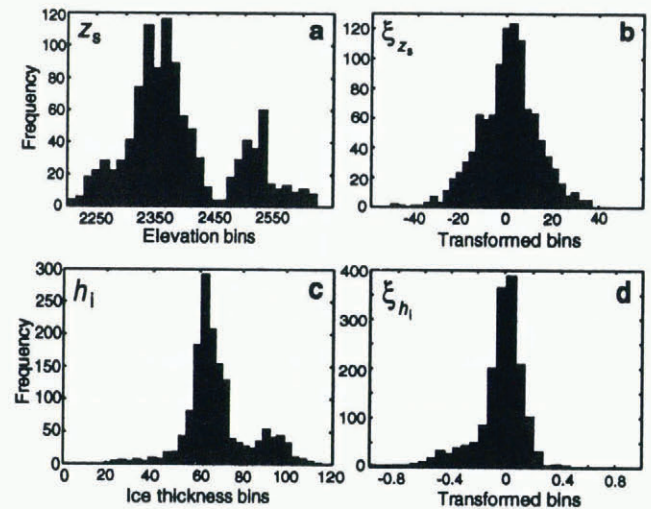 z_s a
Frequency
120
100
80
60
40
20
0
2250 2350 2450 2550
Elevation bins
ξ_z_s b
120
100
80
60
40
20
0
-40 -20 0 20 40
Transformed bins
h_i c
Frequency
300
250
200
150
100
50
0
0 20 40 60 80 100 120
Ice thickness bins
ξ_h_i d
400
300
200
100
0
-0.8 -0.4 0 0.4 0.8
Transformed bins